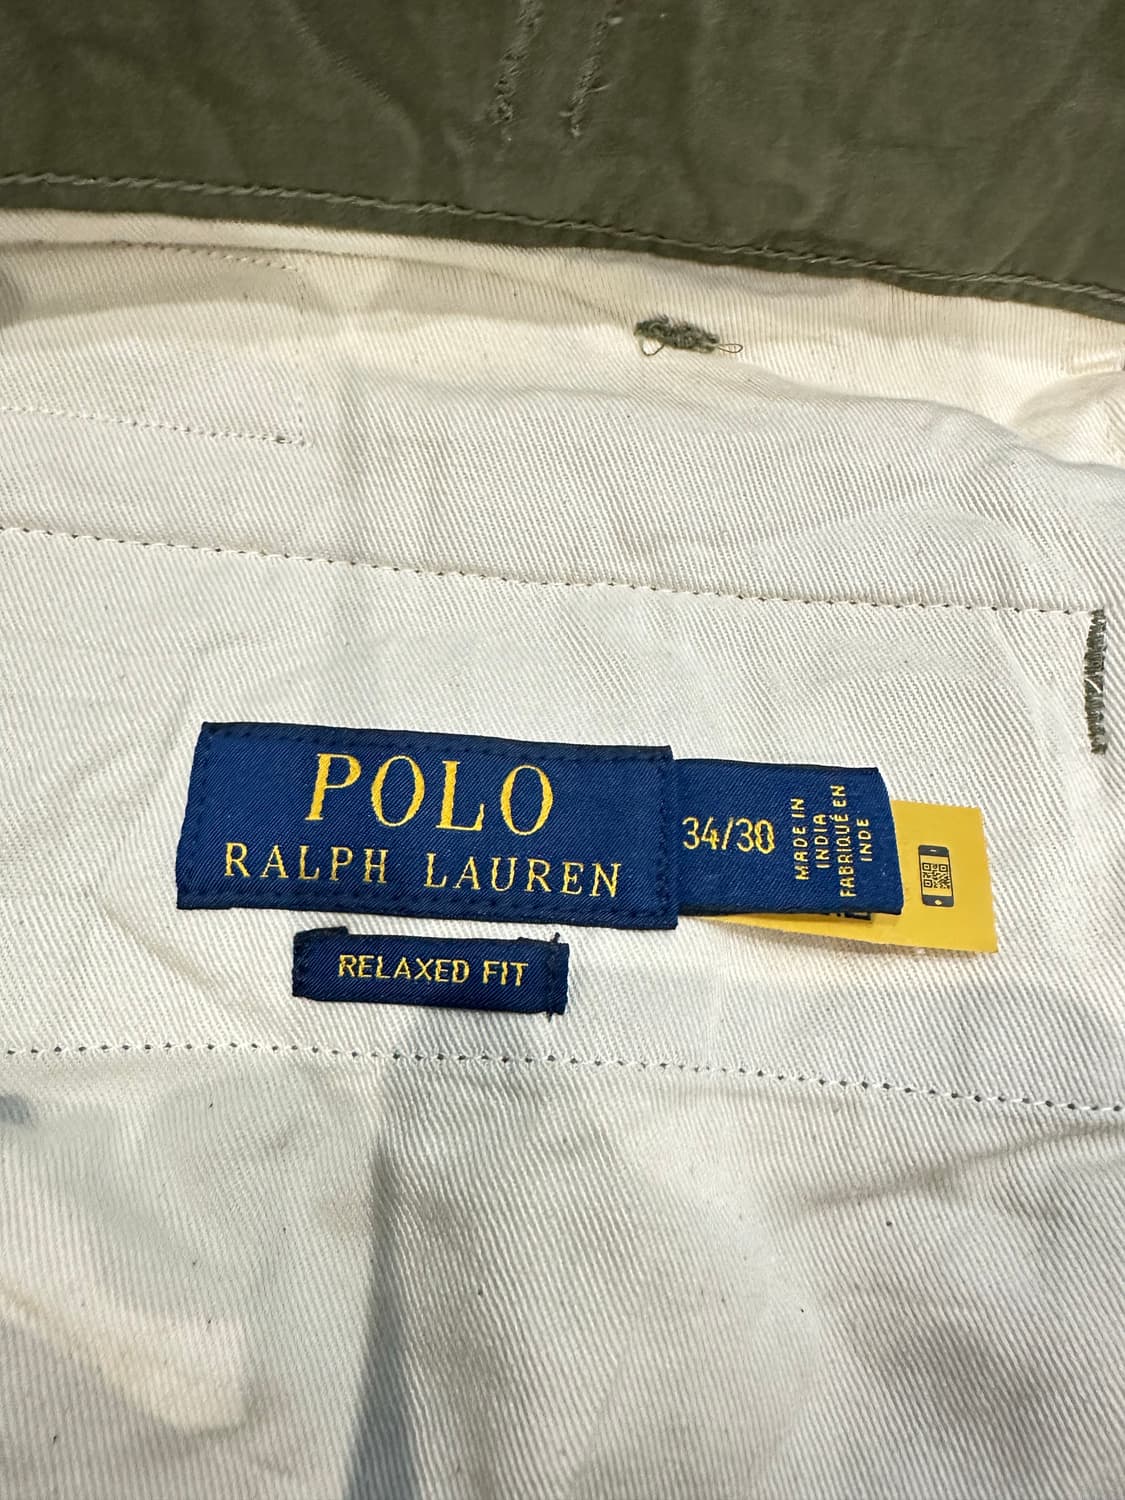 POLO
RALPH LAUREN
34/30
MADE IN
INDIA
FABRIQUÉ EN
INDE
RELAXED FIT